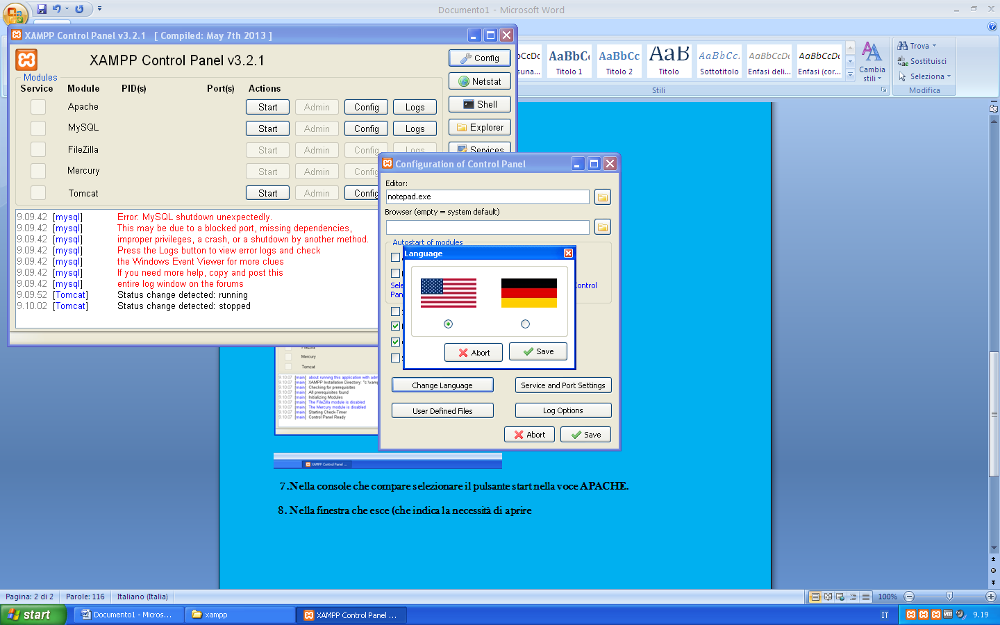 Documento1 - Microsoft Word
XAMPP Control Panel v3.2.1 [ Compiled: May 7th 2013 ]
XAMPP Control Panel v3.2.1
Config
Netstat
Shell
Explorer
Services
Modules
Service Module PID(s) Port(s) Actions
Apache Start Admin Config Logs
MySQL Start Admin Config Logs
FileZilla Start Admin Config Logs
Mercury Start Admin Config
Tomcat Start Admin Config
9.09.42 [mysql] Error: MySQL shutdown unexpectedly.
9.09.42 [mysql] This may be due to a blocked port, missing dependencies,
9.09.42 [mysql] improper privileges, a crash, or a shutdown by another method.
9.09.42 [mysql] Press the Logs button to view error logs and check
9.09.42 [mysql] the Windows Event Viewer for more clues
9.09.42 [mysql] If you need more help, copy and post this
9.09.42 [mysql] entire log window on the forums
9.09.52 [Tomcat] Status change detected: running
9.10.02 [Tomcat] Status change detected: stopped
AaBbCcDc AaBbC AaBbCc AaB AaBbCc. AaBbCcDc AaBbCcDc
Titolo 1 Titolo 2 Titolo Sottotitolo Enfasi deli... Enfasi (cor...
Stili
Cambia
stili
Trova
Sostituisci
Seleziona
Modifica
Configuration of Control Panel
Editor:
notepad.exe
Browser (empty = system default)
Autostart of modules
Control
Language
Abort Save
Change Language Service and Port Settings
User Defined Files Log Options
Abort Save
Mercury
Tomcat
9.10.07 [main] about running this application with adm
9.10.07 [main] XAMPP Installation Directory: "c:\xamp
9.10.07 [main] Checking for prerequisites
9.10.07 [main] All prerequisites found
9.10.07 [main] Initializing Modules
9.10.07 [main] The FileZilla module is disabled
9.10.07 [main] The Mercury module is disabled
9.10.07 [main] Starting Check-Timer
9.10.07 [main] Control Panel Ready
XAMPP Control Panel ...
7. Nella console che compare selezionare il pulsante start nella voce APACHE.
8. Nella finestra che esce (che indica la necessità di aprire
Pagina: 2 di 2 Parole: 116 Italiano (Italia) 100%
start Documento1 - Micros... xampp XAMPP Control Panel ... IT 9.19